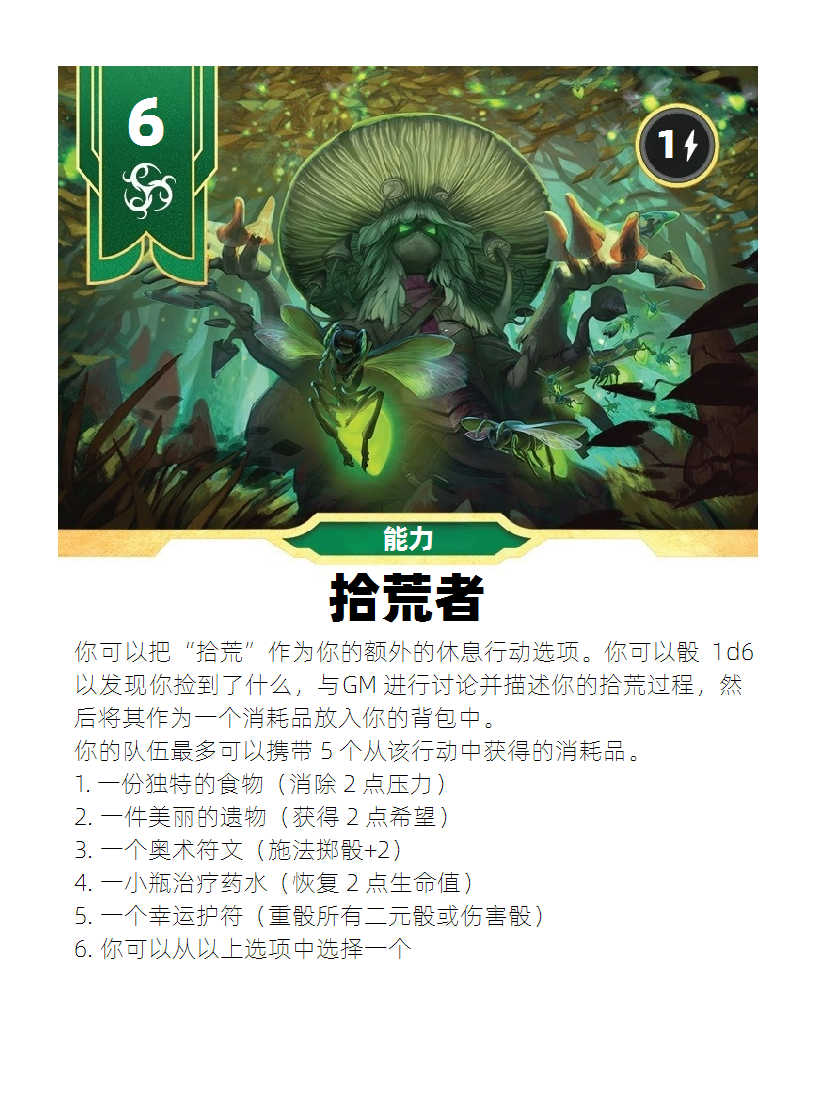 6
1
能力
拾荒者
你可以把“拾荒”作为你的额外的休息行动选项。你可以骰 1d6
以发现你捡到了什么，与GM 进行讨论并描述你的拾荒过程，然
后将其作为一个消耗品放入你的背包中。
你的队伍最多可以携带 5 个从该行动中获得的消耗品。
1. 一份独特的食物（消除 2 点压力）
2. 一件美丽的遗物（获得 2 点希望）
3. 一个奥术符文（施法掷骰+2）
4. 一小瓶治疗药水（恢复 2 点生命值）
5. 一个幸运护符（重骰所有二元骰或伤害骰）
6. 你可以从以上选项中选择一个